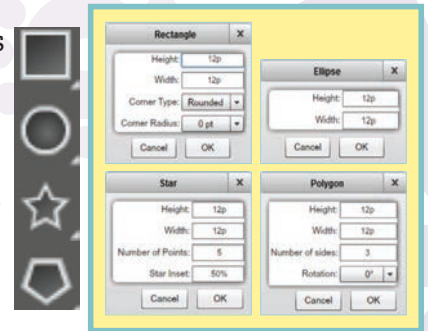 s
Rectangle x
Height: 12p
Width: 12p
Corner Type: Rounded
Corner Radius: 0 pt
Cancel OK
Ellipse x
Height: 12p
Width: 12p
Cancel OK
Star x
Height: 12p
Width: 12p
Number of Points: 5
Star Inset: 50%
Cancel OK
Polygon x
Height: 12p
Width: 12p
Number of sides: 3
Rotation: 0°
Cancel OK